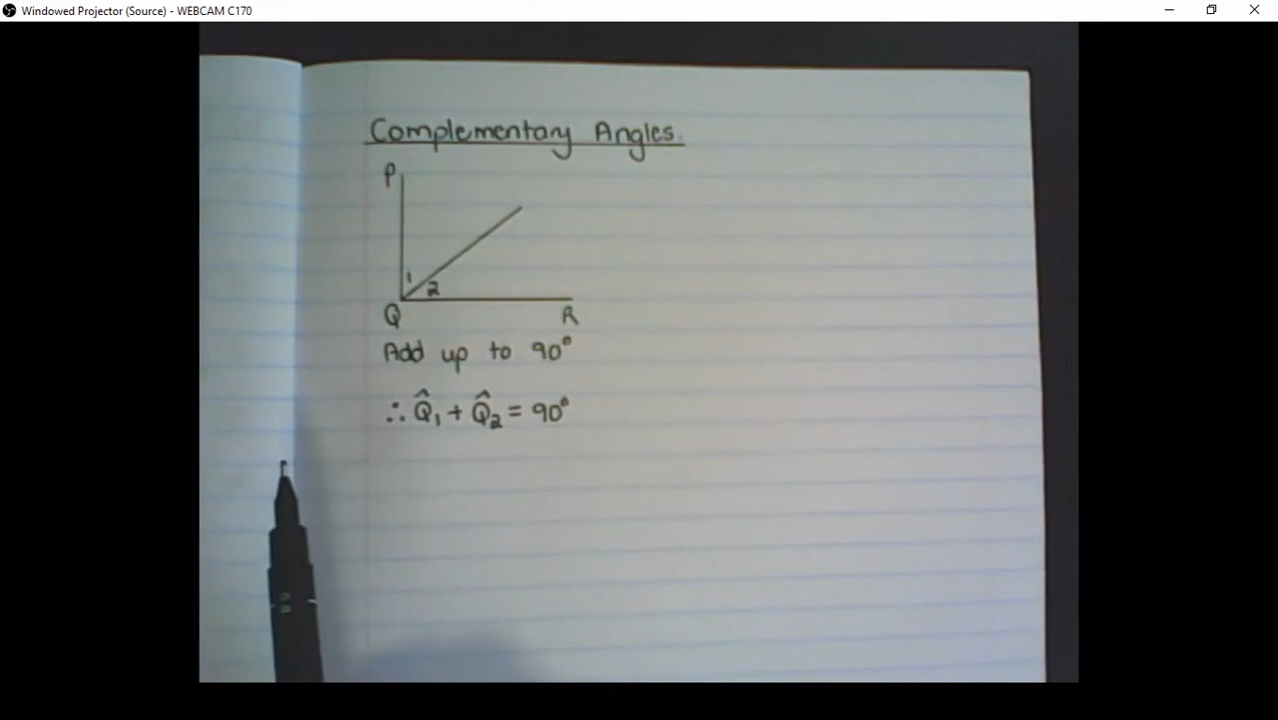 Windowed Projector (Source) - WEBCAM C170
Complementary Angles.
P
1
2
Q R
Add up to 90°
∴ Q̂₁ + Q̂₂ = 90°